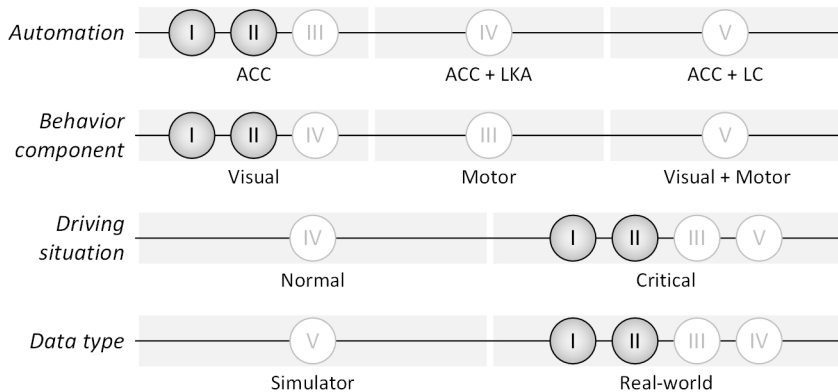 Automation I II III IV V
ACC ACC + LKA ACC + LC
Behavior
component I II IV III V
Visual Motor Visual + Motor
Driving
situation IV I II III V
Normal Critical
Data type V I II III IV
Simulator Real-world